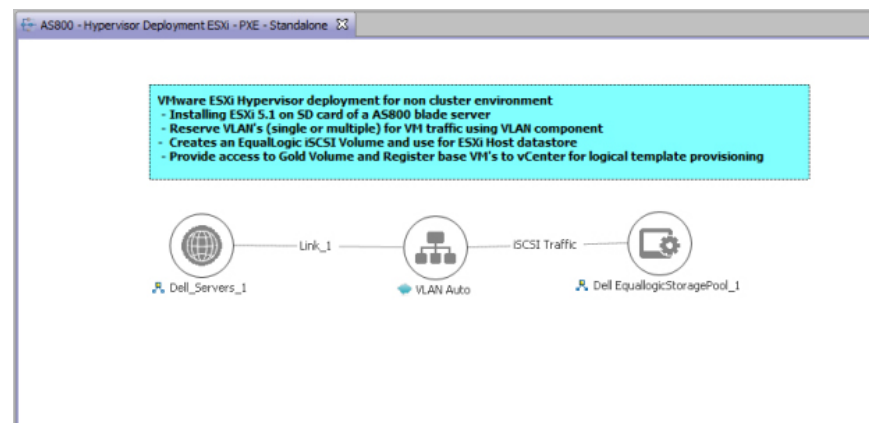 AS800 - Hypervisor Deployment ESXi - PXE - Standalone
VMware ESXi Hypervisor deployment for non cluster environment
- Installing ESXi 5.1 on SD card of a AS800 blade server
- Reserve VLAN's (single or multiple) for VM traffic using VLAN component
- Creates an EqualLogic iSCSI Volume and use for ESXi Host datastore
- Provide access to Gold Volume and Register base VM's to vCenter for logical template provisioning
Link_1
iSCSI Traffic
Dell_Servers_1
VLAN Auto
Dell EquallogicStoragePool_1